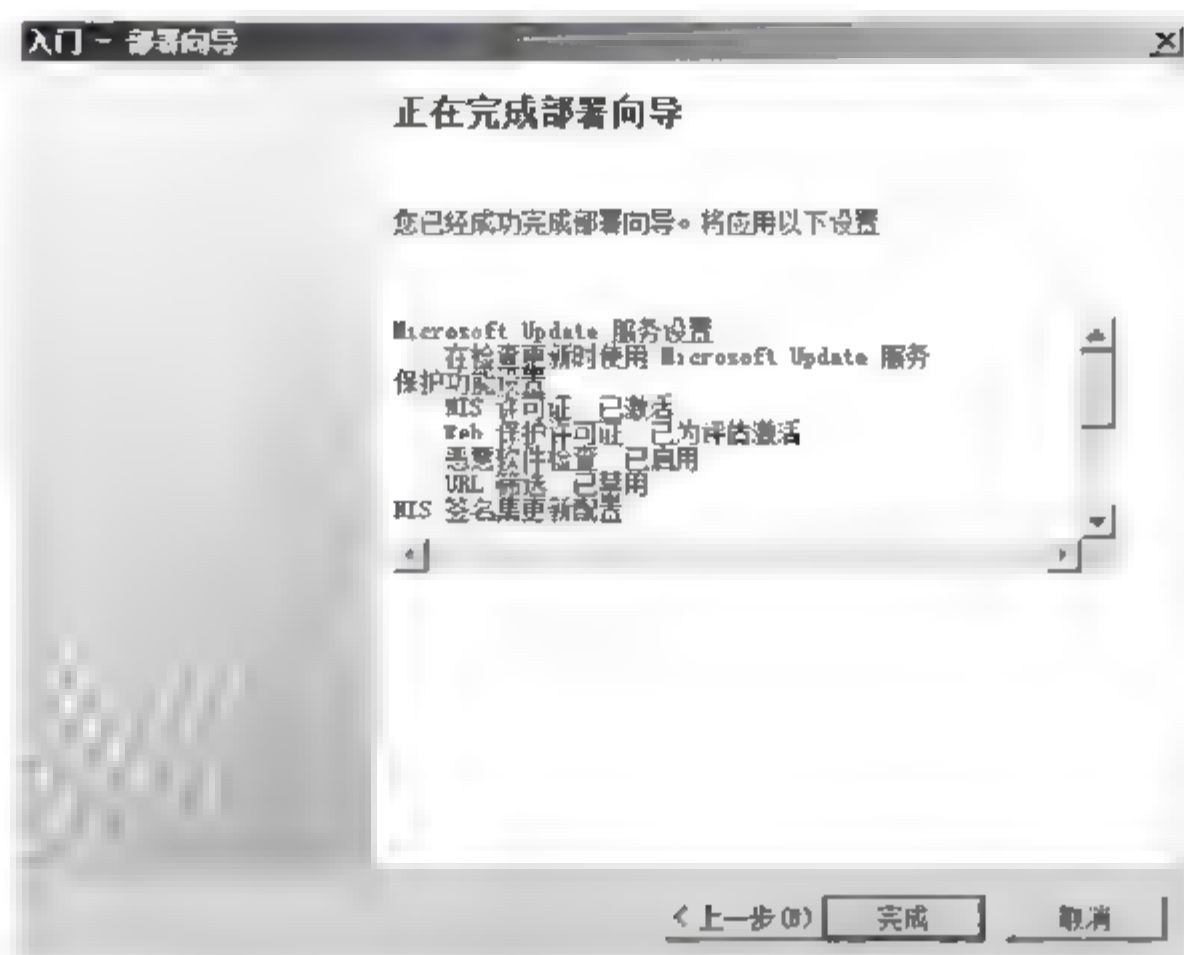 入门 - 部署向导
正在完成部署向导
您已经成功完成部署向导。将应用以下设置
Microsoft Update 服务设置
在检查更新时使用 Microsoft Update 服务
保护功能设置
NIS 许可证 已激活
Web 保护许可证 已为评估激活
恶意软件检查 已启用
URL 筛选 已禁用
NIS 签名集更新配置
< 上一步(B)
完成
取消